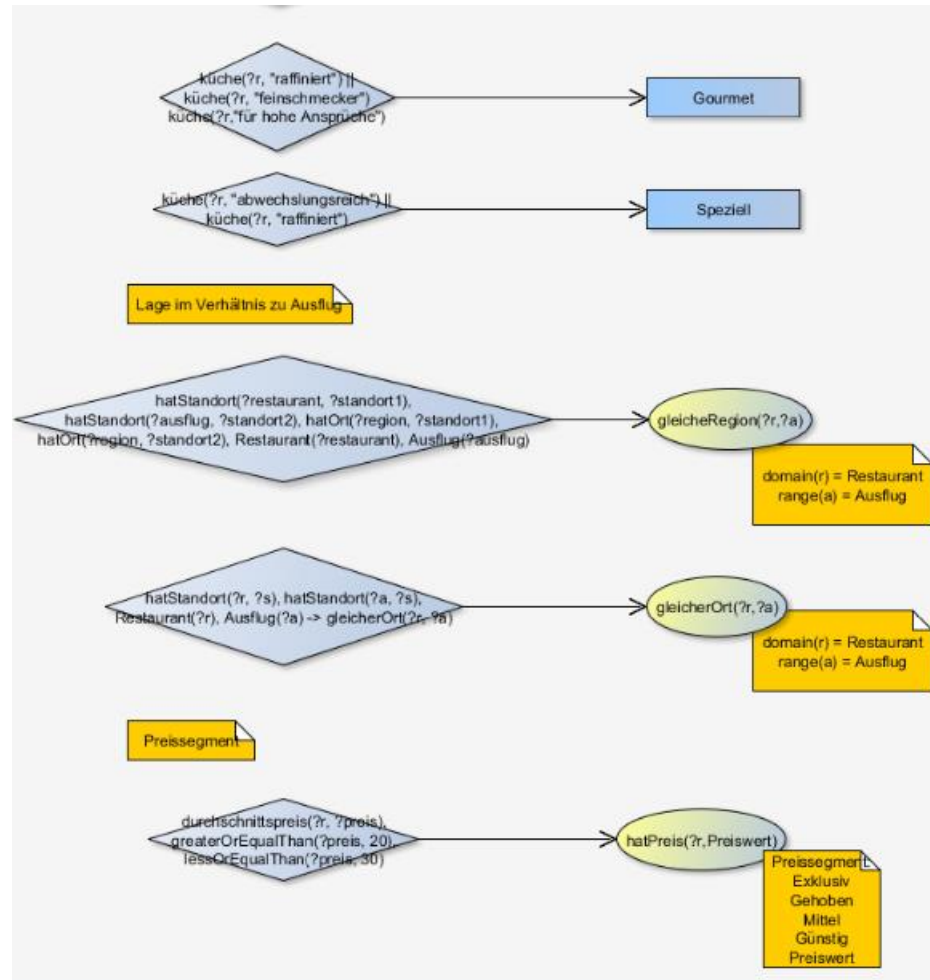 küche(?r, "raffiniert") ||
küche(?r, "feinschmecker")
küche(?r,"für hohe Ansprüche")
Gourmet
küche(?r, "abwechslungsreich") ||
küche(?r, "raffiniert")
Speziell
Lage im Verhältnis zu Ausflug
hatStandort(?restaurant, ?standort1),
hatStandort(?ausflug, ?standort2), hatOrt(?region, ?standort1),
hatOrt(?region, ?standort2), Restaurant(?restaurant), Ausflug(?ausflug)
gleicheRegion(?r,?a)
domain(r) = Restaurant
range(a) = Ausflug
hatStandort(?r, ?s), hatStandort(?a, ?s),
Restaurant(?r), Ausflug(?a) -> gleicherOrt(?r, ?a)
gleicherOrt(?r,?a)
domain(r) = Restaurant
range(a) = Ausflug
Preissegment
durchschnittspreis(?r, ?preis),
greaterOrEqualThan(?preis, 20),
lessOrEqualThan(?preis, 30)
hatPreis(?r,Preiswert)
Preissegment
Exklusiv
Gehoben
Mittel
Günstig
Preiswert